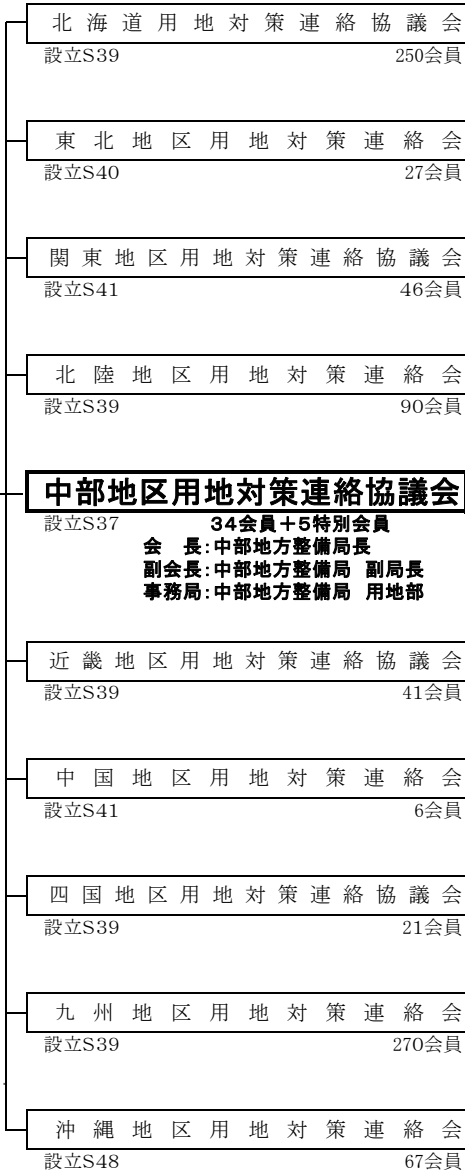 北海道用地対策連絡協議会
設立S39 250会員
東北地区用地対策連絡会
設立S40 27会員
関東地区用地対策連絡協議会
設立S41 46会員
北陸地区用地対策連絡会
設立S39 90会員
中部地区用地対策連絡協議会
設立S37 34会員＋5特別会員
会　長：中部地方整備局長
副会長：中部地方整備局　副局長
事務局：中部地方整備局　用地部
近畿地区用地対策連絡協議会
設立S39 41会員
中国地区用地対策連絡会
設立S41 6会員
四国地区用地対策連絡協議会
設立S39 21会員
九州地区用地対策連絡会
設立S39 270会員
沖縄地区用地対策連絡会
設立S48 67会員